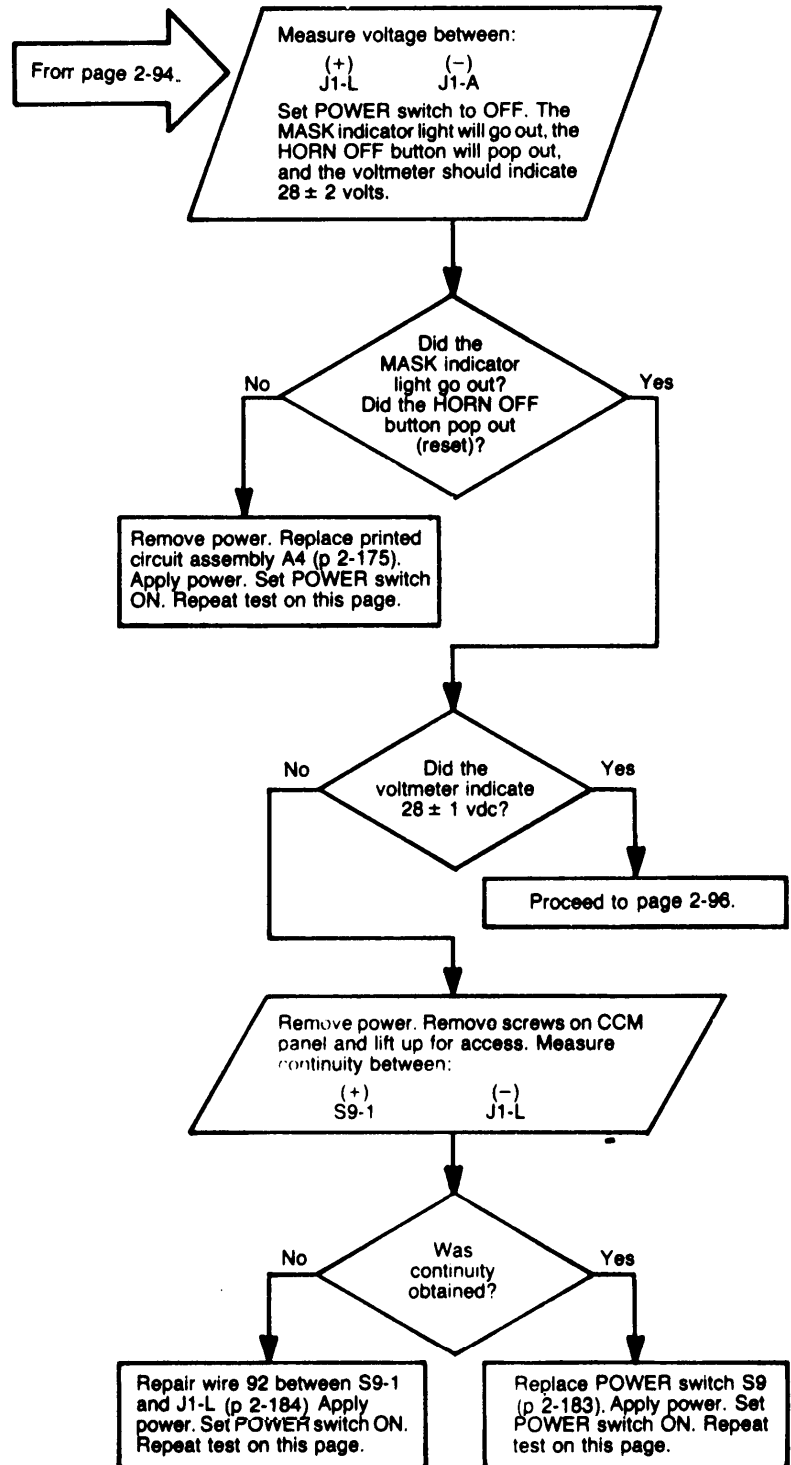 From page 2-94.
Measure voltage between:
(+) (−)
J1-L J1-A
Set POWER switch to OFF. The
MASK indicator light will go out, the
HORN OFF button will pop out,
and the voltmeter should indicate
28 ± 2 volts.
Did the
MASK indicator
light go out?
Did the HORN OFF
button pop out
(reset)?
No
Yes
Remove power. Replace printed
circuit assembly A4 (p 2-175).
Apply power. Set POWER switch
ON. Repeat test on this page.
Did the
voltmeter indicate
28 ± 1 vdc?
No
Yes
Proceed to page 2-96.
Remove power. Remove screws on CCM
panel and lift up for access. Measure
continuity between:
(+) (−)
S9-1 J1-L
Was
continuity
obtained?
No
Yes
Repair wire 92 between S9-1
and J1-L (p 2-184) Apply
power. Set POWER switch ON.
Repeat test on this page.
Replace POWER switch S9
(p 2-183). Apply power. Set
POWER switch ON. Repeat
test on this page.